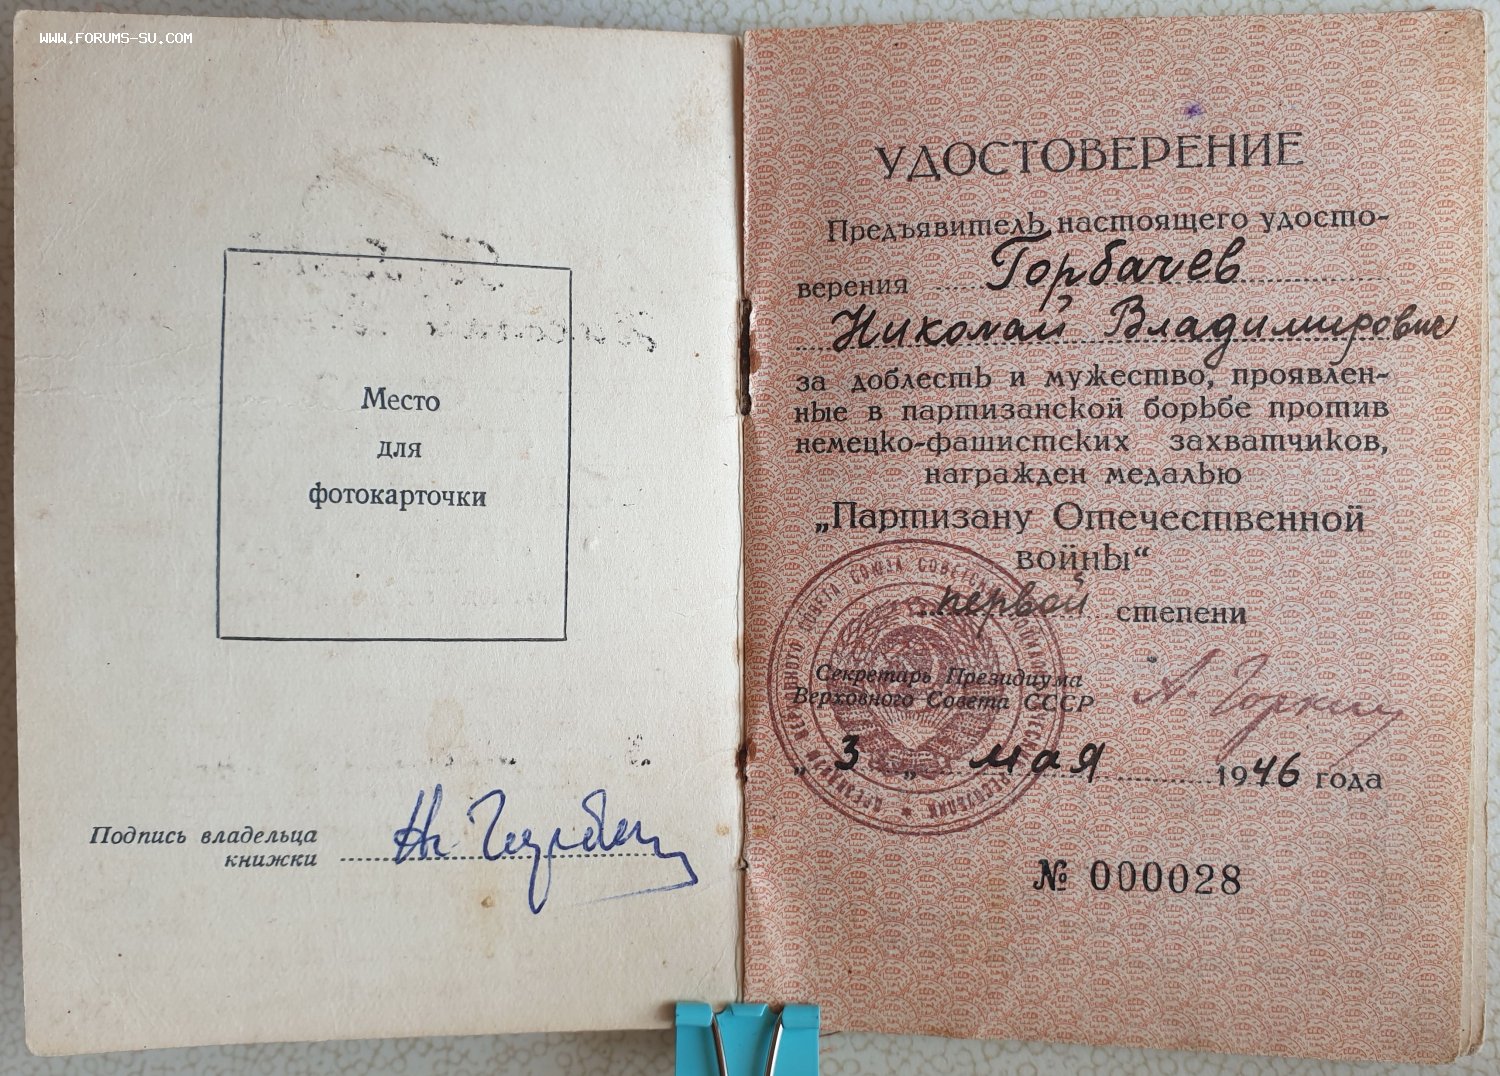 WWW.FORUMS-SU.COM
Место
для
фотокарточки
Подпись владельца
книжки
УДОСТОВЕРЕНИЕ
Предъявитель настоящего удосто-
верения Горбачев
Николай Владимирович
за доблесть и мужество, проявлен-
ные в партизанской борьбе против
немецко-фашистских захватчиков,
награжден медалью
„Партизану Отечественной
войны“
первой степени
Секретарь Президиума
Верховного Совета СССР А. Горкин
„ 3 „ мая 1946 года
№ 000028